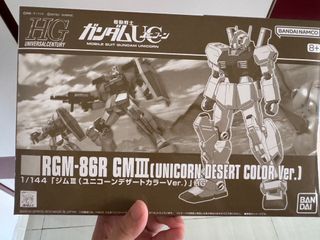 HG
UNIVERSAL CENTURY
機動戦士
ガンダムUC
MOBILE SUIT GUNDAM UNICORN
BANDAI NAMCO
8+
RGM-86R GMⅢ(UNICORN DESERT COLOR Ver.)
1/144「ジムⅢ(ユニコーンデザートカラーVer.)」HG
BANDAI